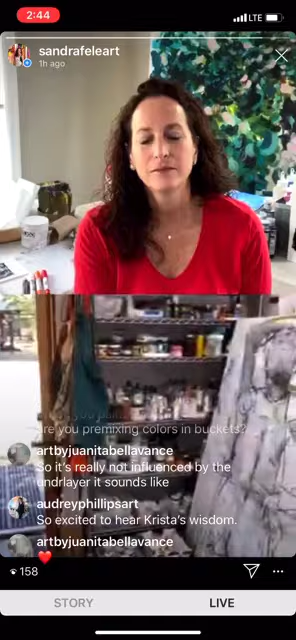 2:44
LTE
sandrafeleart
1h ago
are you premixing colors in buckets?
artbyjuanitabellavance
So it's really not influenced by the
undrlayer it sounds like
audreyphillipsart
So excited to hear Krista's wisdom.
artbyjuanitabellavance
❤️
158
STORY
LIVE